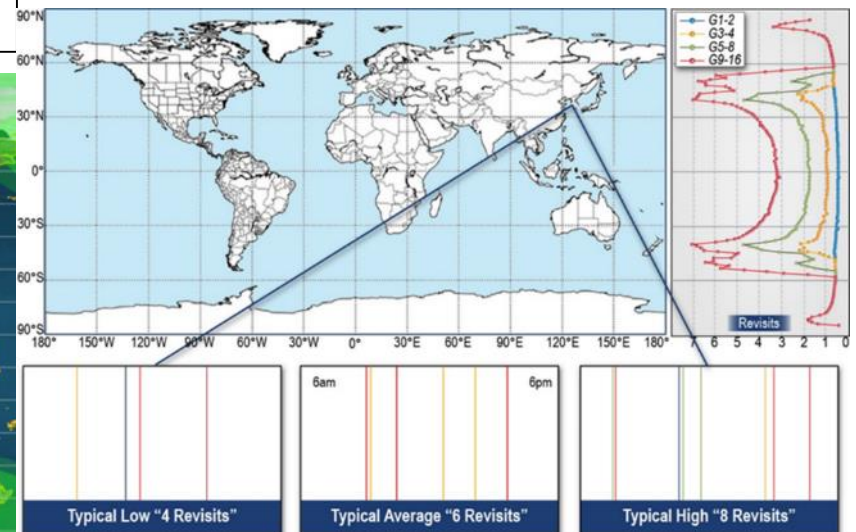 90°N
60°N
30°N
0°
30°S
60°S
90°S
180° 150°W 120°W 90°W 60°W 30°W 0° 30°E 60°E 90°E 120°E 150°E 180°
G1-2
G3-4
G5-8
G9-16
Revisits
7 6 5 4 3 2 1 0
6am 6pm
Typical Low “4 Revisits”
Typical Average “6 Revisits”
Typical High “8 Revisits”